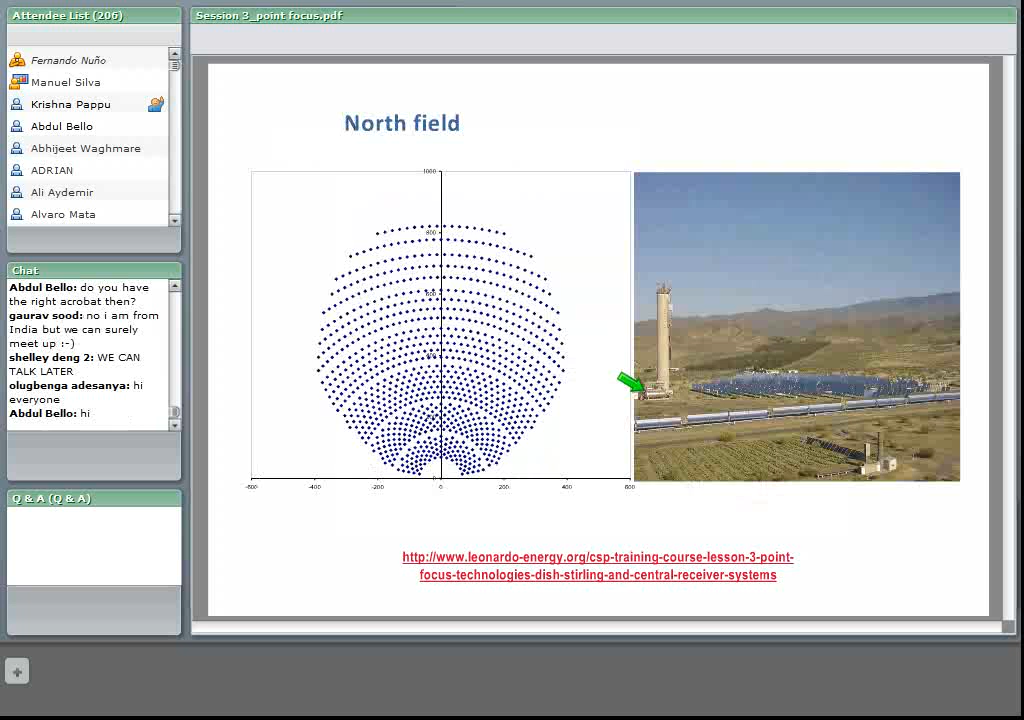 Attendee List (206)
Fernando Nuño
Manuel Silva
Krishna Pappu
Abdul Bello
Abhijeet Waghmare
ADRIAN
Ali Aydemir
Alvaro Mata
Chat
Abdul Bello: do you have
the right acrobat then?
gaurav sood: no i am from
India but we can surely
meet up :-)
shelley deng 2: WE CAN
TALK LATER
olugbenga adesanya: hi
everyone
Abdul Bello: hi
Q & A (Q & A)
Session 3_point focus.pdf
North field
1000
800
600
400
200
0
-600 -400 -200 0 200 400 600
http://www.leonardo-energy.org/csp-training-course-lesson-3-point-
focus-technologies-dish-stirling-and-central-receiver-systems